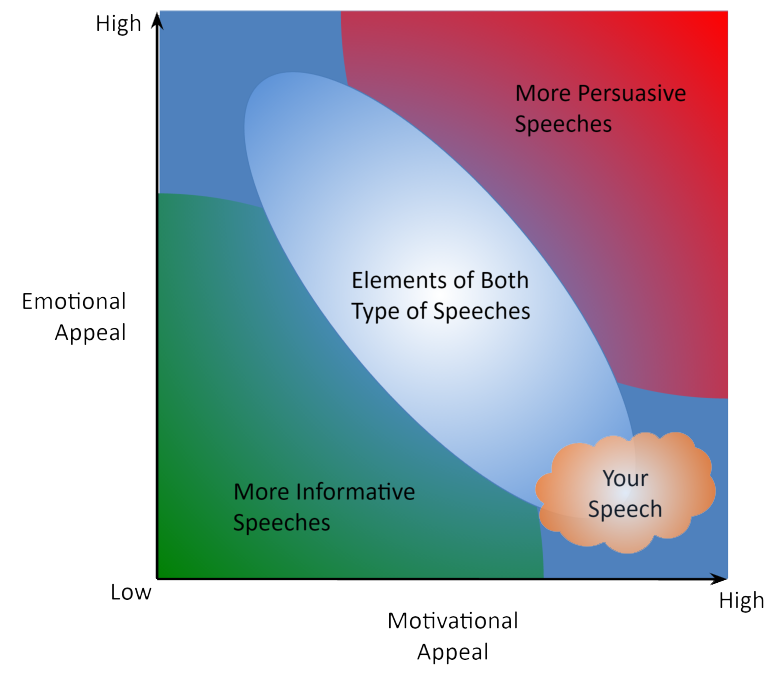 High
More Persuasive
Speeches
Elements of Both
Type of Speeches
Emotional
Appeal
Your
Speech
More Informative
Speeches
Low
High
Motivational
Appeal